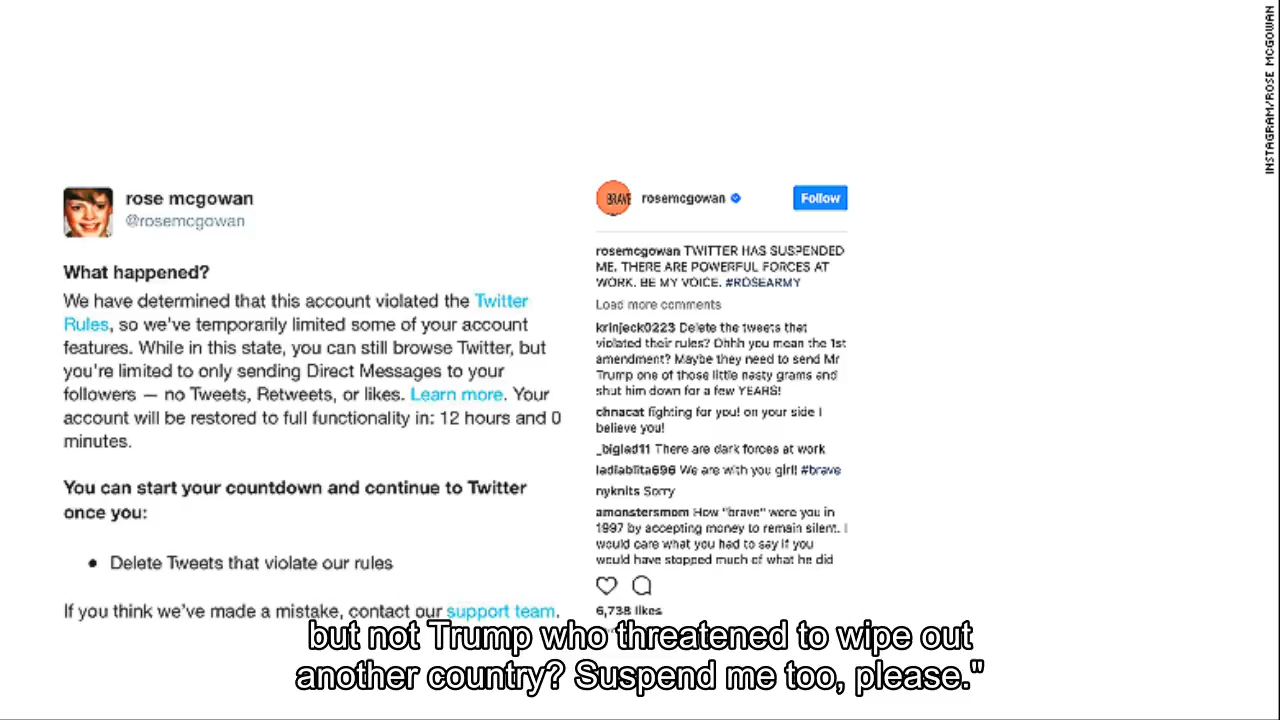 INSTAGRAM/ROSE MCGOWAN
rose mcgowan
@rosemcgowan
What happened?
We have determined that this account violated the Twitter
Rules, so we've temporarily limited some of your account
features. While in this state, you can still browse Twitter, but
you're limited to only sending Direct Messages to your
followers — no Tweets, Retweets, or likes. Learn more. Your
account will be restored to full functionality in: 12 hours and 0
minutes.
You can start your countdown and continue to Twitter
once you:
• Delete Tweets that violate our rules
If you think we've made a mistake, contact our support team.
BRAVE
rosemcgowan
Follow
rosemcgowan TWITTER HAS SUSPENDED
ME. THERE ARE POWERFUL FORCES AT
WORK. BE MY VOICE. #ROSEARMY
Load more comments
krinjeck0223 Delete the tweets that
violated their rules? Ohhh you mean the 1st
amendment? Maybe they need to send Mr
Trump one of those little nasty grams and
shut him down for a few YEARS!
chnacat fighting for you! on your side I
believe you!
_biglad11 There are dark forces at work
ladiablita696 We are with you girl! #brave
nyknits Sorry
amonstersmom How "brave" were you in
1997 by accepting money to remain silent. I
would care what you had to say if you
would have stopped much of what he did
6,738 likes
but not Trump who threatened to wipe out
another country? Suspend me too, please."